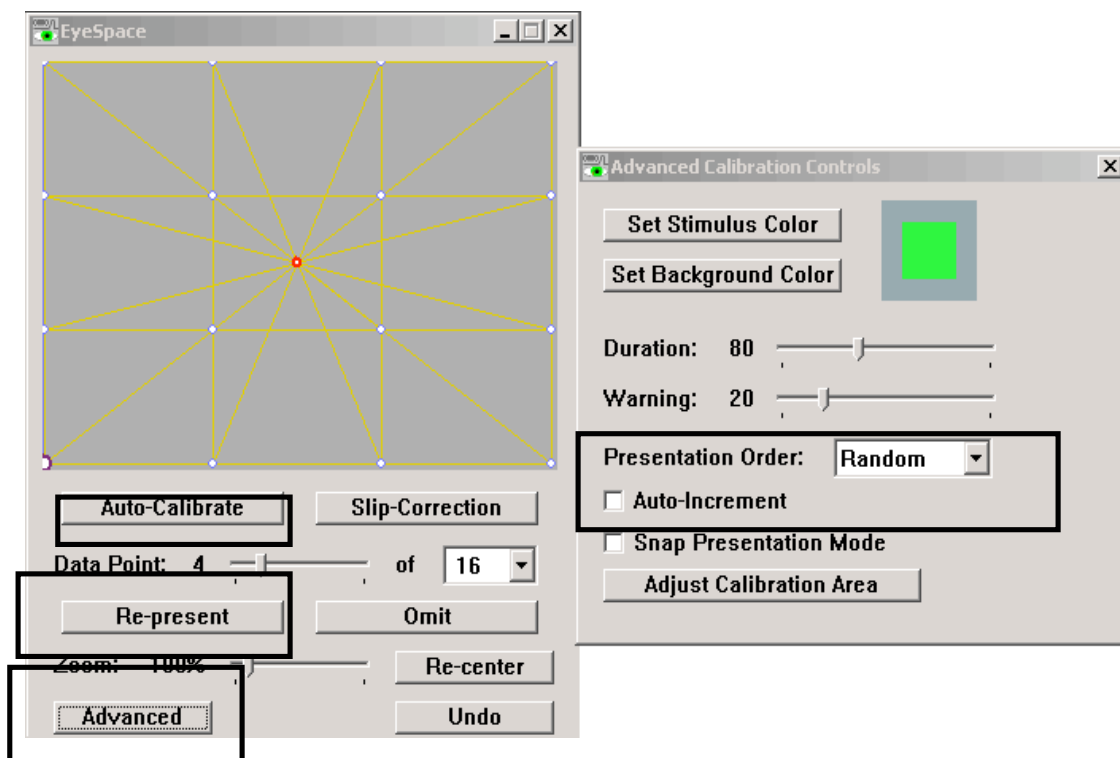 EyeSpace
Auto-Calibrate Slip-Correction
Data Point: 4 of 16
Re-present Omit
Zoom: 100% Re-center
Advanced Undo
Advanced Calibration Controls
Set Stimulus Color
Set Background Color
Duration: 80
Warning: 20
Presentation Order: Random
Auto-Increment
Snap Presentation Mode
Adjust Calibration Area